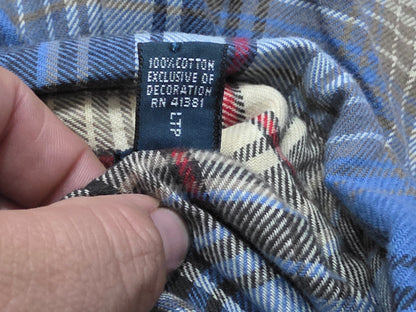 100% COTTON
EXCLUSIVE OF
DECORATION
RN 41381
LTP